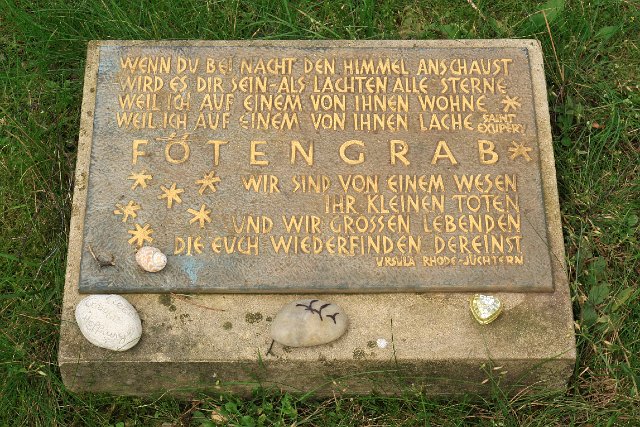 WENN DU BEI NACHT DEN HIMMEL ANSCHAUST
WIRD ES DIR SEIN-ALS LACHTEN ALLE STERNE
WEIL ICH AUF EINEM VON IHNEN WOHNE
WEIL ICH AUF EINEM VON IHNEN LACHE SAINT EXUPERY
FÖTENGRAB
WIR SIND VON EINEM WESEN
IHR KLEINEN TOTEN
UND WIR GROSSEN LEBENDEN
DIE EUCH WIEDERFINDEN DEREINST
URSULA RHODE-JÜCHTERN